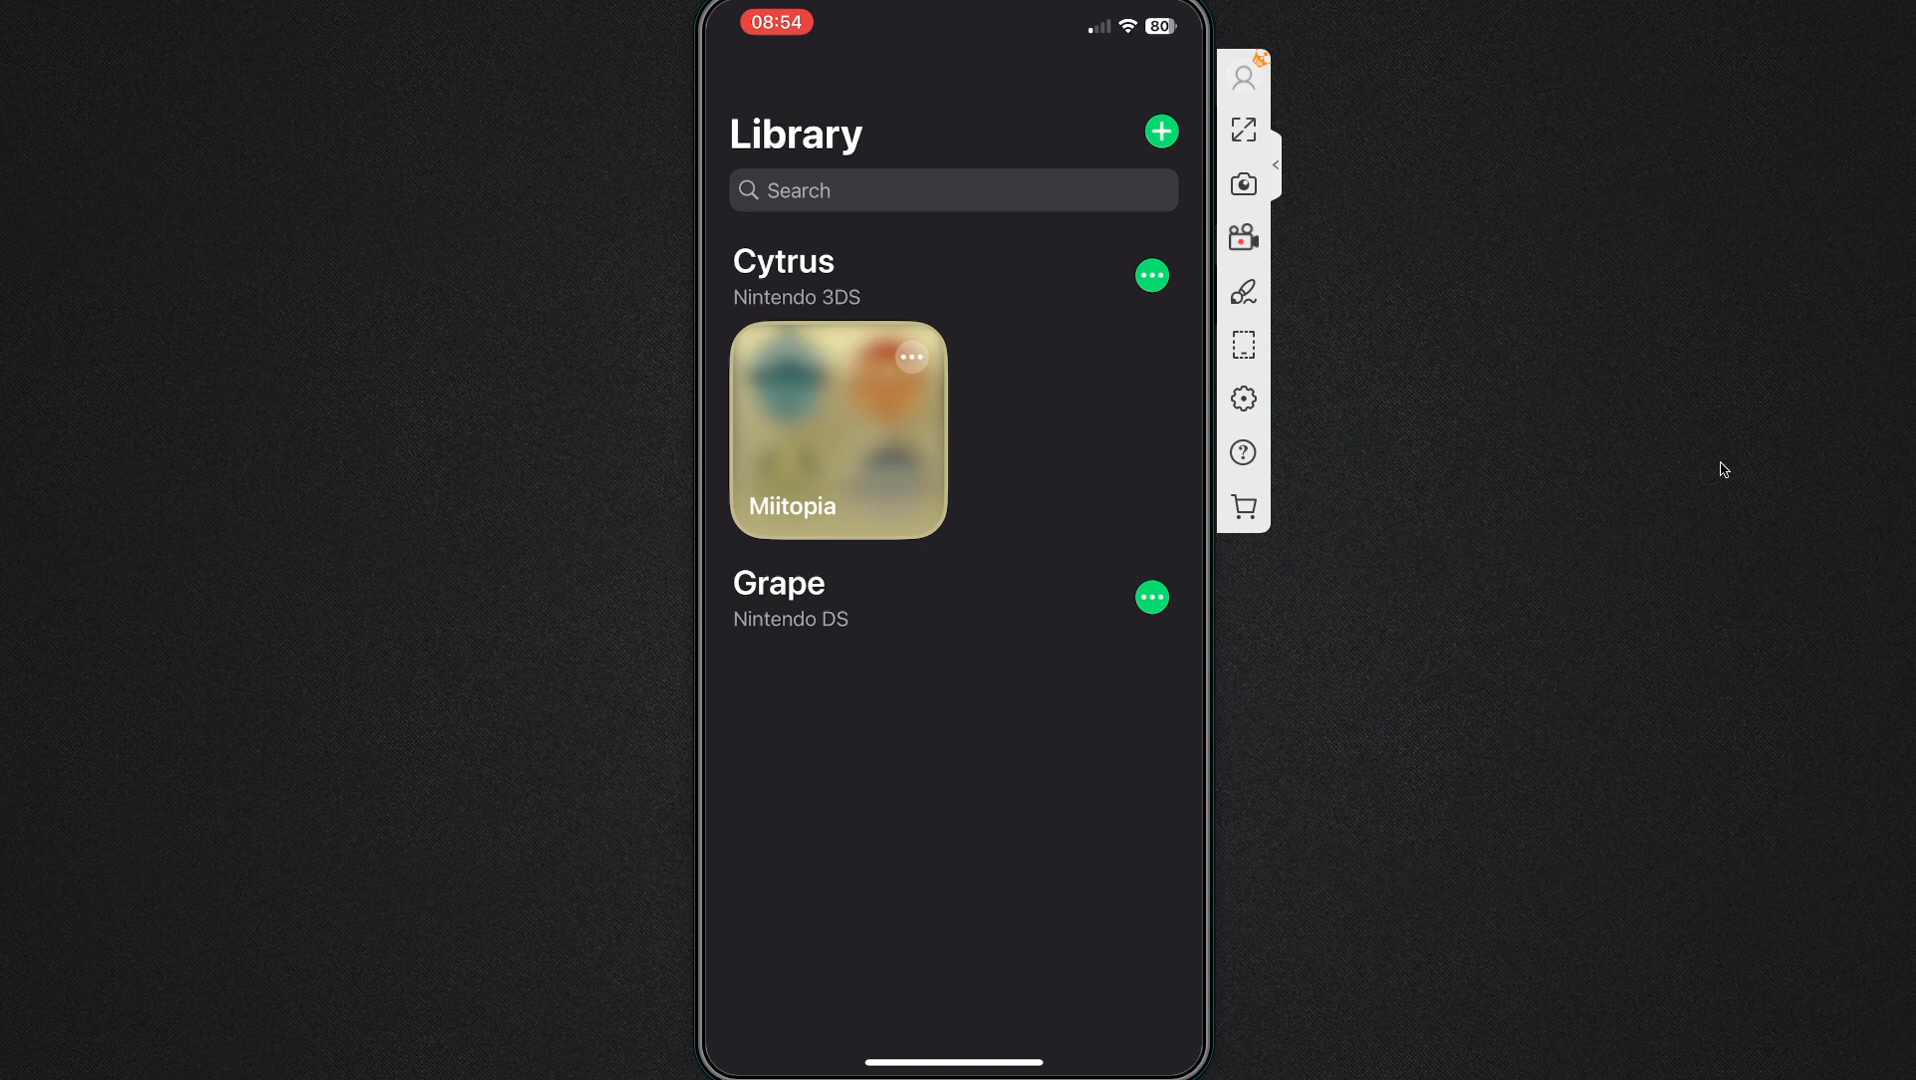 08:54
80
Library
Search
Cytrus
Nintendo 3DS
Miitopia
Grape
Nintendo DS